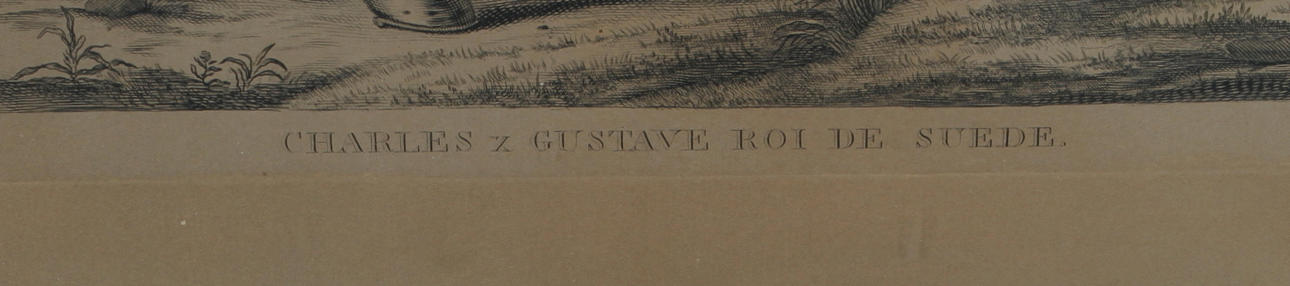 CHARLES X GUSTAVE ROI DE SUEDE.